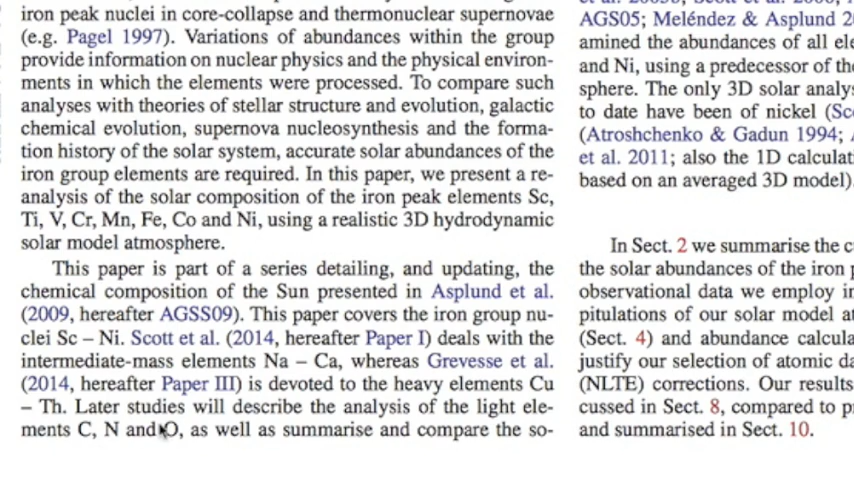 iron peak nuclei in core-collapse and thermonuclear supernovae
(e.g. Pagel 1997). Variations of abundances within the group
provide information on nuclear physics and the physical environ-
ments in which the elements were processed. To compare such
analyses with theories of stellar structure and evolution, galactic
chemical evolution, supernova nucleosynthesis and the forma-
tion history of the solar system, accurate solar abundances of the
iron group elements are required. In this paper, we present a re-
analysis of the solar composition of the iron peak elements Sc,
Ti, V, Cr, Mn, Fe, Co and Ni, using a realistic 3D hydrodynamic
solar model atmosphere.
This paper is part of a series detailing, and updating, the
chemical composition of the Sun presented in Asplund et al.
(2009, hereafter AGSS09). This paper covers the iron group nu-
clei Sc – Ni. Scott et al. (2014, hereafter Paper I) deals with the
intermediate-mass elements Na – Ca, whereas Grevesse et al.
(2014, hereafter Paper III) is devoted to the heavy elements Cu
– Th. Later studies will describe the analysis of the light ele-
ments C, N and O, as well as summarise and compare the so-
AGS05; Meléndez & Asplund 2
amined the abundances of all ele
and Ni, using a predecessor of the
sphere. The only 3D solar analys
to date have been of nickel (Sc
(Atroshchenko & Gadun 1994;
et al. 2011; also the 1D calculati
based on an averaged 3D model)
In Sect. 2 we summarise the c
the solar abundances of the iron p
observational data we employ in
pitulations of our solar model at
(Sect. 4) and abundance calcula
justify our selection of atomic da
(NLTE) corrections. Our results
cussed in Sect. 8, compared to p
and summarised in Sect. 10.